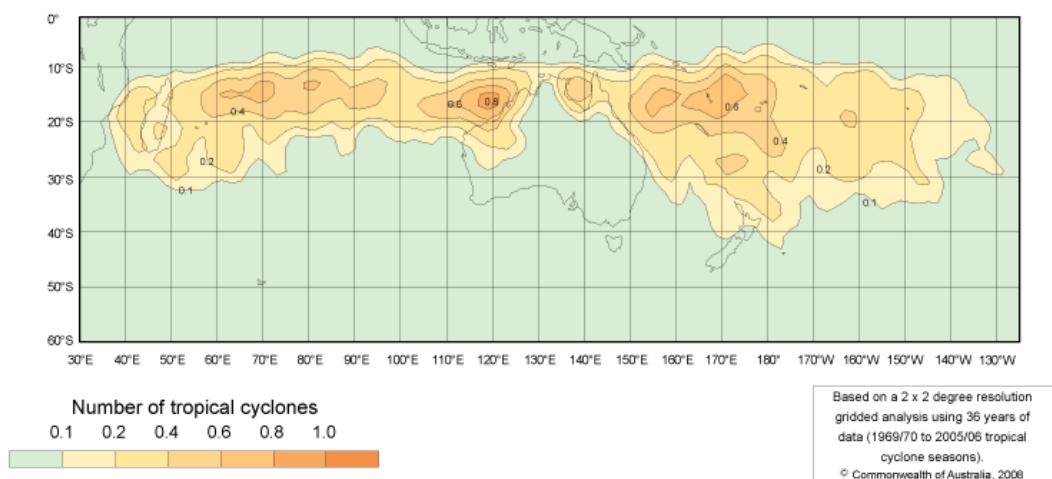 0°
10°S
20°S
30°S
40°S
50°S
60°S
0.4
0.2
0.1
0.6
0.8
0.6
0.4
0.2
0.1
30°E 40°E 50°E 60°E 70°E 80°E 90°E 100°E 110°E 120°E 130°E 140°E 150°E 160°E 170°E 180° 170°W 160°W 150°W 140°W 130°W
Number of tropical cyclones
0.1 0.2 0.4 0.6 0.8 1.0
Based on a 2 x 2 degree resolution
gridded analysis using 36 years of
data (1969/70 to 2005/06 tropical
cyclone seasons).
© Commonwealth of Australia, 2008